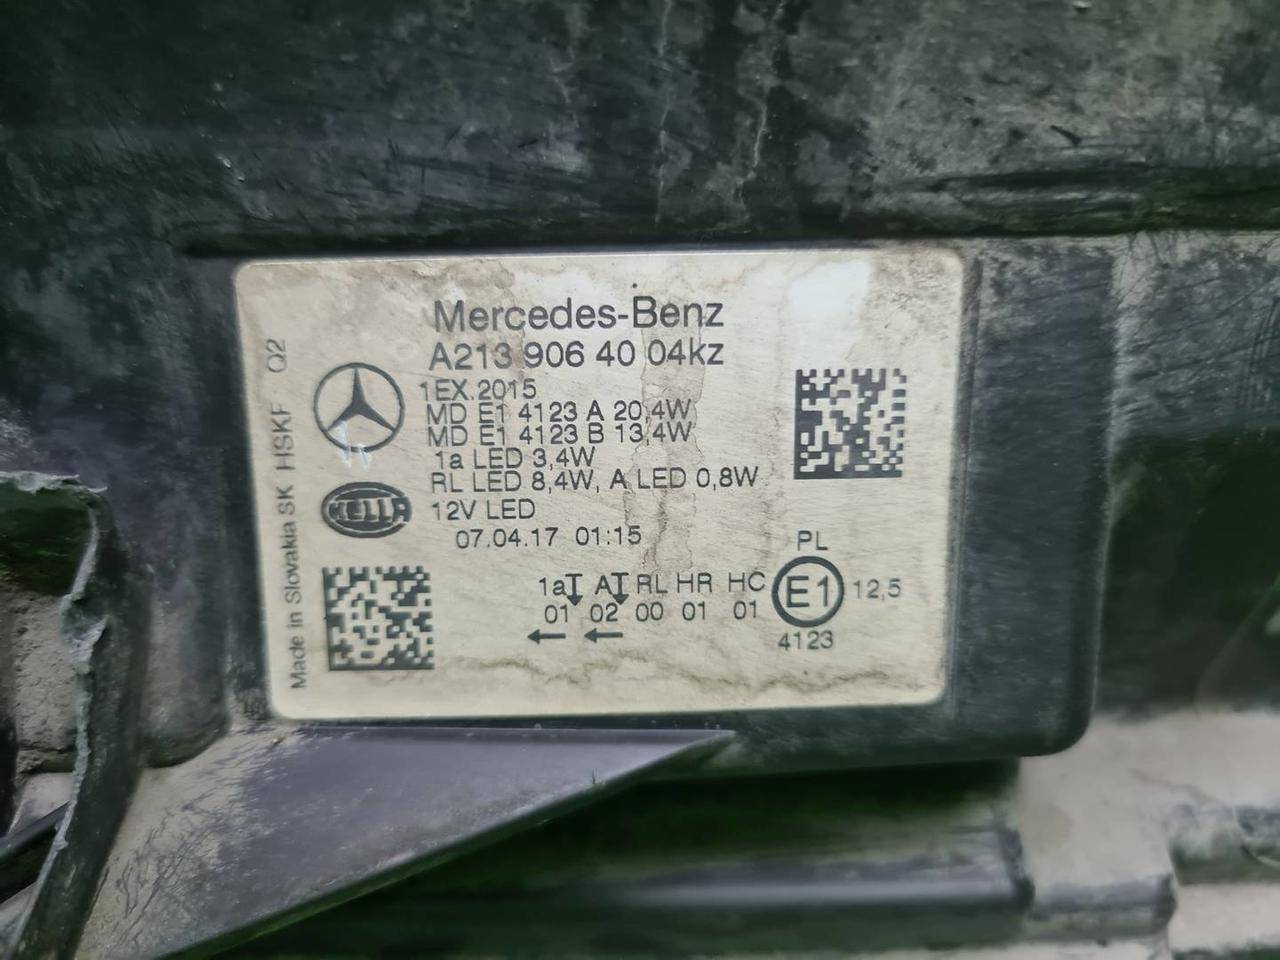 Mercedes-Benz
A213 906 40 04kz
1EX.2015
MD E1 4123 A 20,4W
MD E1 4123 B 13,4W
1a LED 3,4W
RL LED 8,4W, A LED 0,8W
12V LED
07.04.17 01:15
HELLA
Made in Slovakia SK HSKF Q2
PL
1a A RL HR HC E1 12,5
01 02 00 01 01
← ←
4123